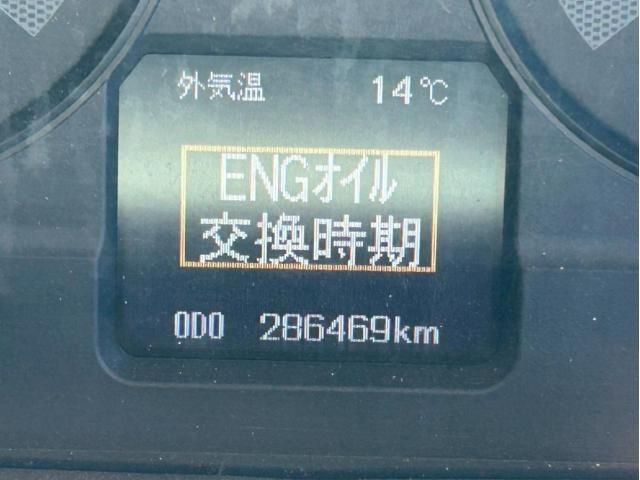 外気温 14℃
ENGオイル
交換時期
ODO 286469km